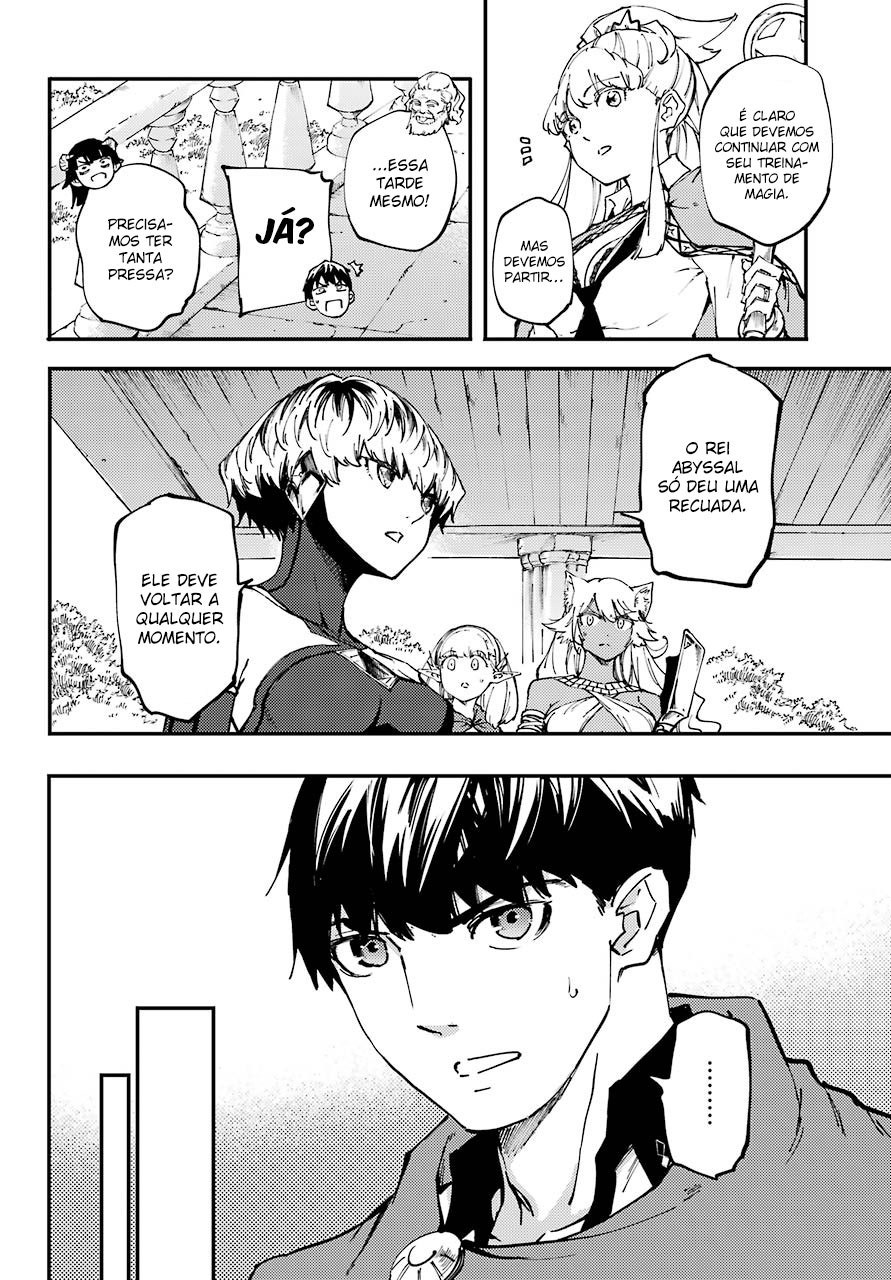 É CLARO
QUE DEVEMOS
CONTINUAR COM
SEU TREINA-
MENTO DE
MAGIA.
MAS
DEVEMOS
PARTIR...
...ESSA
TARDE
MESMO!
JÁ?
PRECISA-
MOS TER
TANTA
PRESSA?
O REI
ABYSSAL
SÓ DEU UMA
RECUADA.
ELE DEVE
VOLTAR A
QUALQUER
MOMENTO.
........